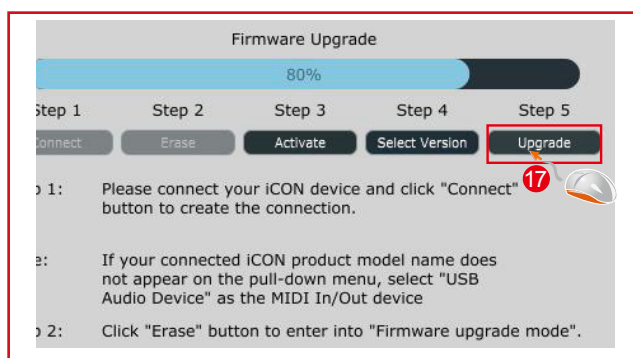 Firmware Upgrade
80%
Step 1 Step 2 Step 3 Step 4 Step 5
Connect Erase Activate Select Version Upgrade
17
p 1: Please connect your iCON device and click "Connect"
button to create the connection.
e: If your connected iCON product model name does
not appear on the pull-down menu, select "USB
Audio Device" as the MIDI In/Out device
p 2: Click "Erase" button to enter into "Firmware upgrade mode".